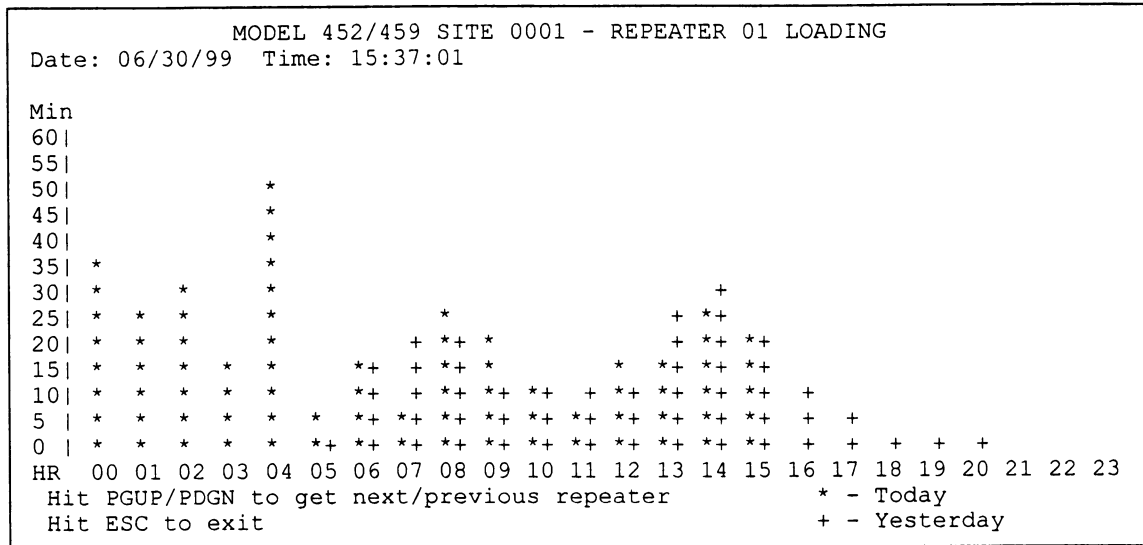 MODEL 452/459 SITE 0001 - REPEATER 01 LOADING
Date: 06/30/99  Time: 15:37:01
Min
60|
55|
50|             *
45|             *
40|             *
35| *           *
30| *     *     *                             +
25| *  *  *     *           *              +  *+
20| *  *  *     *        +  *+ *           +  *+ *+
15| *  *  *  *  *     *+ +  *+ *        *  *+ *+ *+
10| *  *  *  *  *     *+ +  *+ *+ *+ +  *+ *+ *+ *+ +
5 | *  *  *  *  *  *  *+ *+ *+ *+ *+ *+ *+ *+ *+ *+ + +
0 | *  *  *  *  *  *+ *+ *+ *+ *+ *+ *+ *+ *+ *+ *+ + + + + +
HR  00 01 02 03 04 05 06 07 08 09 10 11 12 13 14 15 16 17 18 19 20 21 22 23
Hit PGUP/PDGN to get next/previous repeater * - Today
Hit ESC to exit + - Yesterday